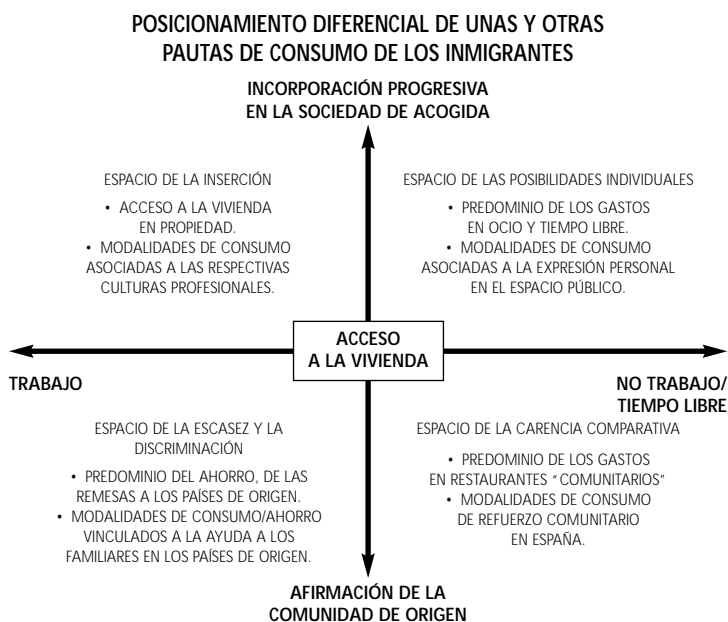 POSICIONAMIENTO DIFERENCIAL DE UNAS Y OTRAS
PAUTAS DE CONSUMO DE LOS INMIGRANTES
INCORPORACIÓN PROGRESIVA
EN LA SOCIEDAD DE ACOGIDA
ESPACIO DE LA INSERCIÓN
• ACCESO A LA VIVIENDA
EN PROPIEDAD.
• MODALIDADES DE CONSUMO
ASOCIADAS A LAS RESPECTIVAS
CULTURAS PROFESIONALES.
ESPACIO DE LAS POSIBILIDADES INDIVIDUALES
• PREDOMINIO DE LOS GASTOS
EN OCIO Y TIEMPO LIBRE.
• MODALIDADES DE CONSUMO
ASOCIADAS A LA EXPRESIÓN PERSONAL
EN EL ESPACIO PÚBLICO.
ACCESO
A LA VIVIENDA
TRABAJO
NO TRABAJO/
TIEMPO LIBRE
ESPACIO DE LA ESCASEZ Y LA
DISCRIMINACIÓN
• PREDOMINIO DEL AHORRO, DE LAS
REMESAS A LOS PAÍSES DE ORIGEN.
• MODALIDADES DE CONSUMO/AHORRO
VINCULADOS A LA AYUDA A LOS
FAMILIARES EN LOS PAÍSES DE ORIGEN.
ESPACIO DE LA CARENCIA COMPARATIVA
• PREDOMINIO DE LOS GASTOS
EN RESTAURANTES “COMUNITARIOS”
• MODALIDADES DE CONSUMO
DE REFUERZO COMUNITARIO
EN ESPAÑA.
AFIRMACIÓN DE LA
COMUNIDAD DE ORIGEN